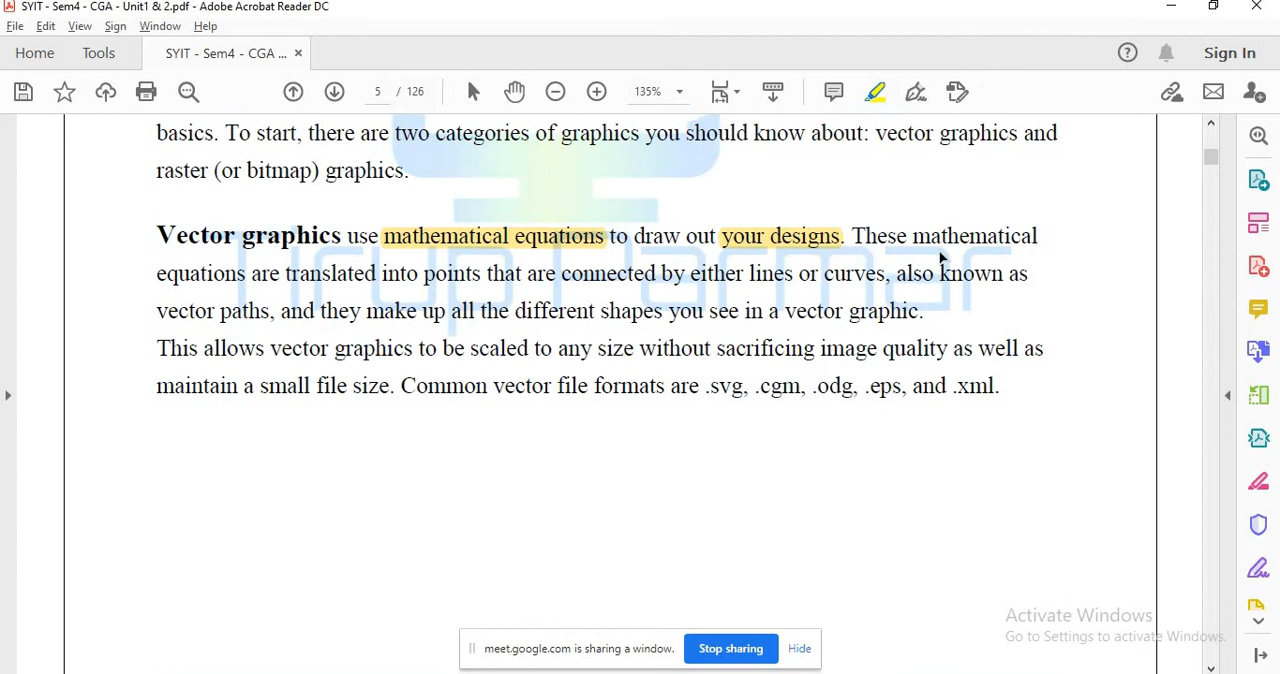 SYIT - Sem4 - CGA - Unit1 & 2.pdf - Adobe Acrobat Reader DC
File Edit View Sign Window Help
Home Tools SYIT - Sem4 - CGA ... × Sign In
5 / 126 135%
basics. To start, there are two categories of graphics you should know about: vector graphics and
raster (or bitmap) graphics.
Vector graphics use mathematical equations to draw out your designs. These mathematical
equations are translated into points that are connected by either lines or curves, also known as
vector paths, and they make up all the different shapes you see in a vector graphic.
This allows vector graphics to be scaled to any size without sacrificing image quality as well as
maintain a small file size. Common vector file formats are .svg, .cgm, .odg, .eps, and .xml.
Activate Windows
Go to Settings to activate Windows.
meet.google.com is sharing a window. Stop sharing Hide